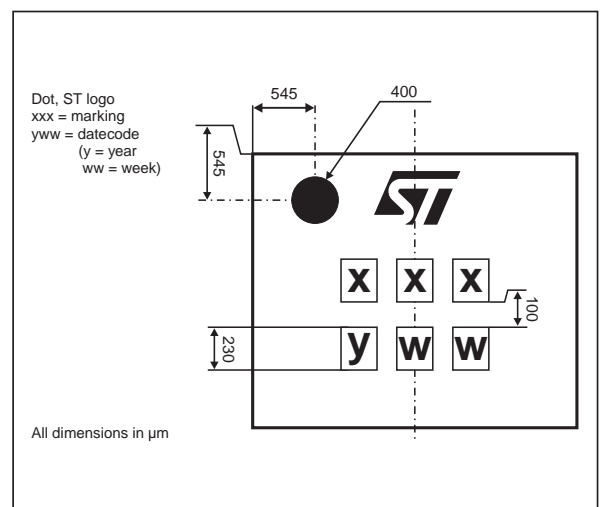 545
400
Dot, ST logo
xxx = marking
yww = datecode
(y = year
ww = week)
545
ST
x x x
100
y w w
230
All dimensions in µm